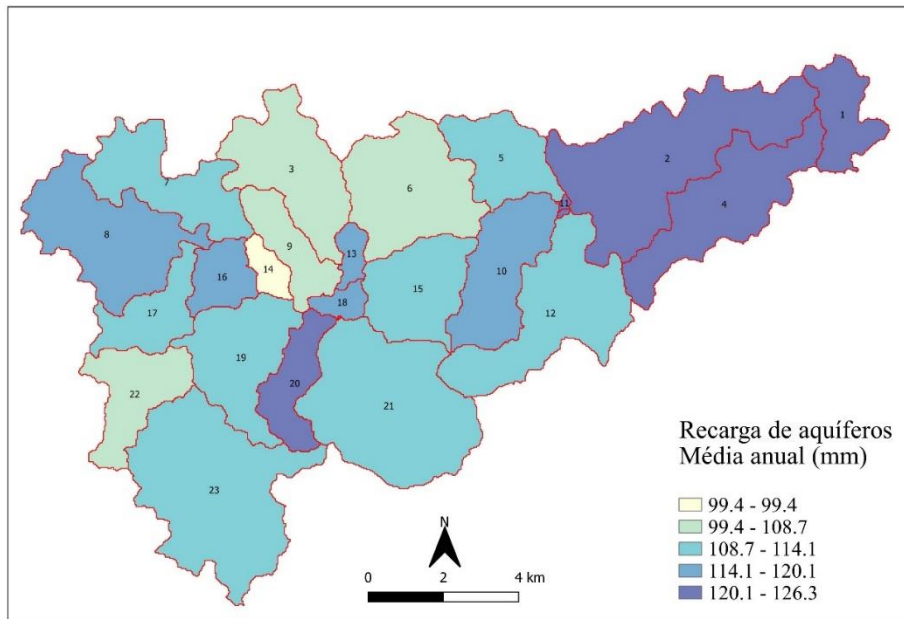 1
2
3
4
5
6
7
8
9
10
11
12
13
14
15
16
17
18
19
20
21
22
23
Recarga de aquíferos
Média anual (mm)
99.4 - 99.4
99.4 - 108.7
108.7 - 114.1
114.1 - 120.1
120.1 - 126.3
N
0 2 4 km